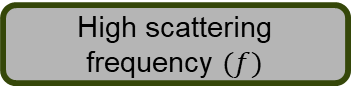 High scattering
frequency (𝑓)